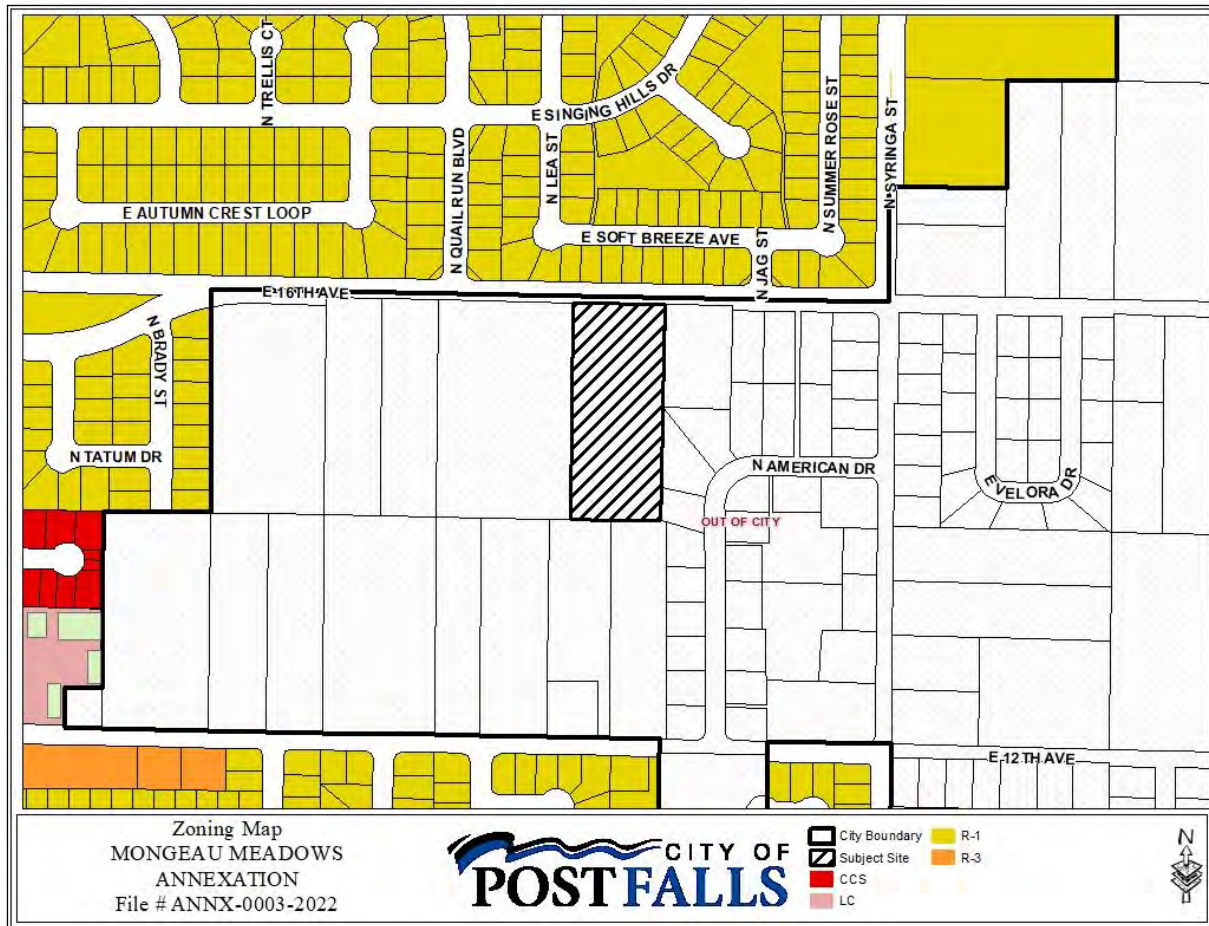 N TRELLIS CT
E SINGING HILLS DR
N SUMMER ROSE ST
N SYRINGA ST
N QUAIL RUN BLVD
N LEA ST
E AUTUMN CREST LOOP
E SOFT BREEZE AVE
N JAG ST
E 16TH AVE
N BRADY ST
N TATUM DR
N AMERICAN DR
E VELORA DR
OUT OF CITY
E 12TH AVE
Zoning Map
MONGEAU MEADOWS
ANNEXATION
File # ANNX-0003-2022
CITY OF
POST FALLS
City Boundary
Subject Site
CCS
LC
R-1
R-3
N